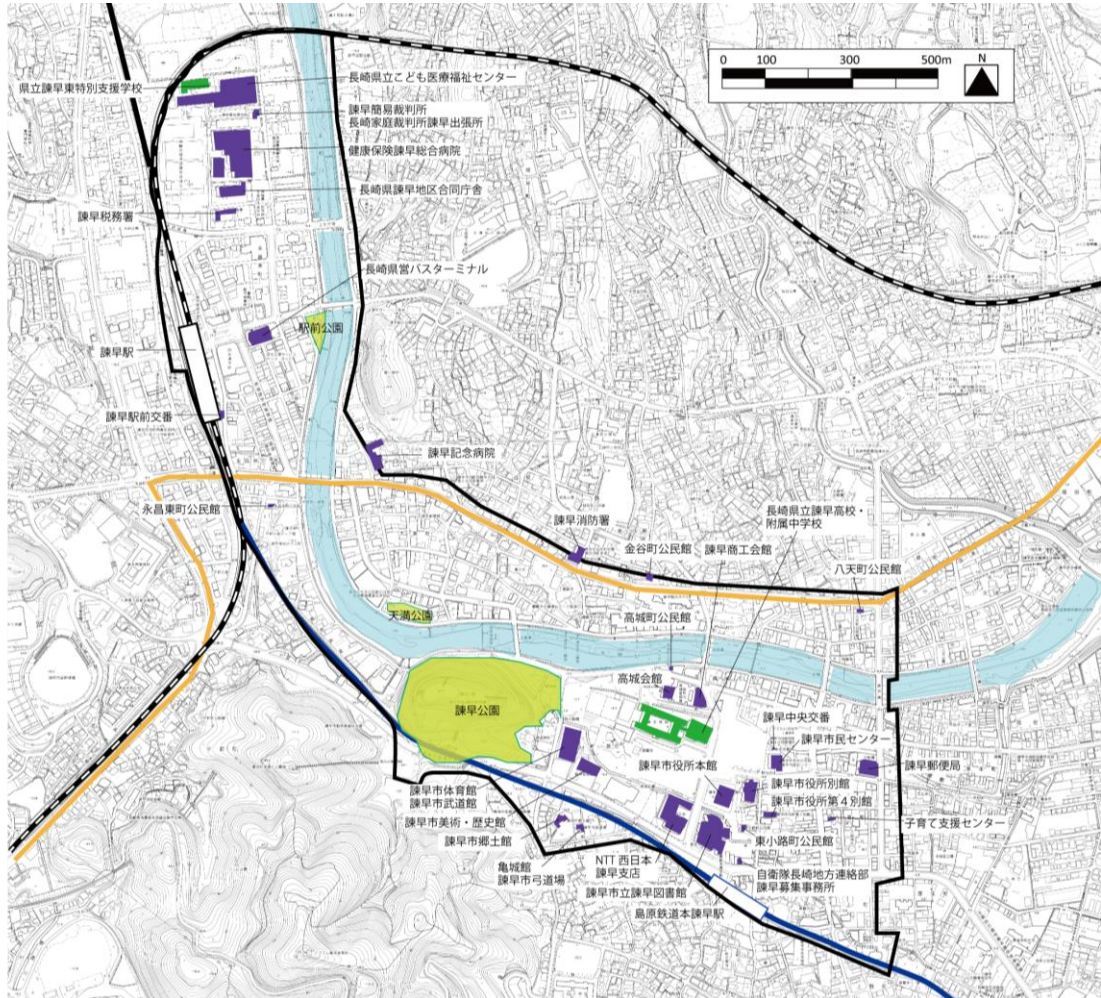 0 100 300 500m
N
県立諫早東特別支援学校
長崎県立こども医療福祉センター
諫早簡易裁判所
長崎家庭裁判所諫早出張所
健康保険諫早総合病院
長崎県諫早地区合同庁舎
諫早税務署
長崎県営バスターミナル
駅前公園
諫早駅
諫早駅前交番
諫早記念病院
永昌東町公民館
諫早消防署
長崎県立諫早高校・
附属中学校
金谷町公民館
諫早商工会館
八天町公民館
天満公園
高城町公民館
高城会館
諫早公園
諫早中央交番
諫早市民センター
諫早市役所本館
諫早郵便局
諫早市体育館
諫早市武道館
諫早市役所別館
諫早市役所第4別館
諫早市美術・歴史館
子育て支援センター
諫早市郷土館
東小路町公民館
亀城館
諫早市弓道場
NTT 西日本
諫早支店
自衛隊長崎地方連絡部
諫早募集事務所
諫早市立諫早図書館
島原鉄道本諫早駅